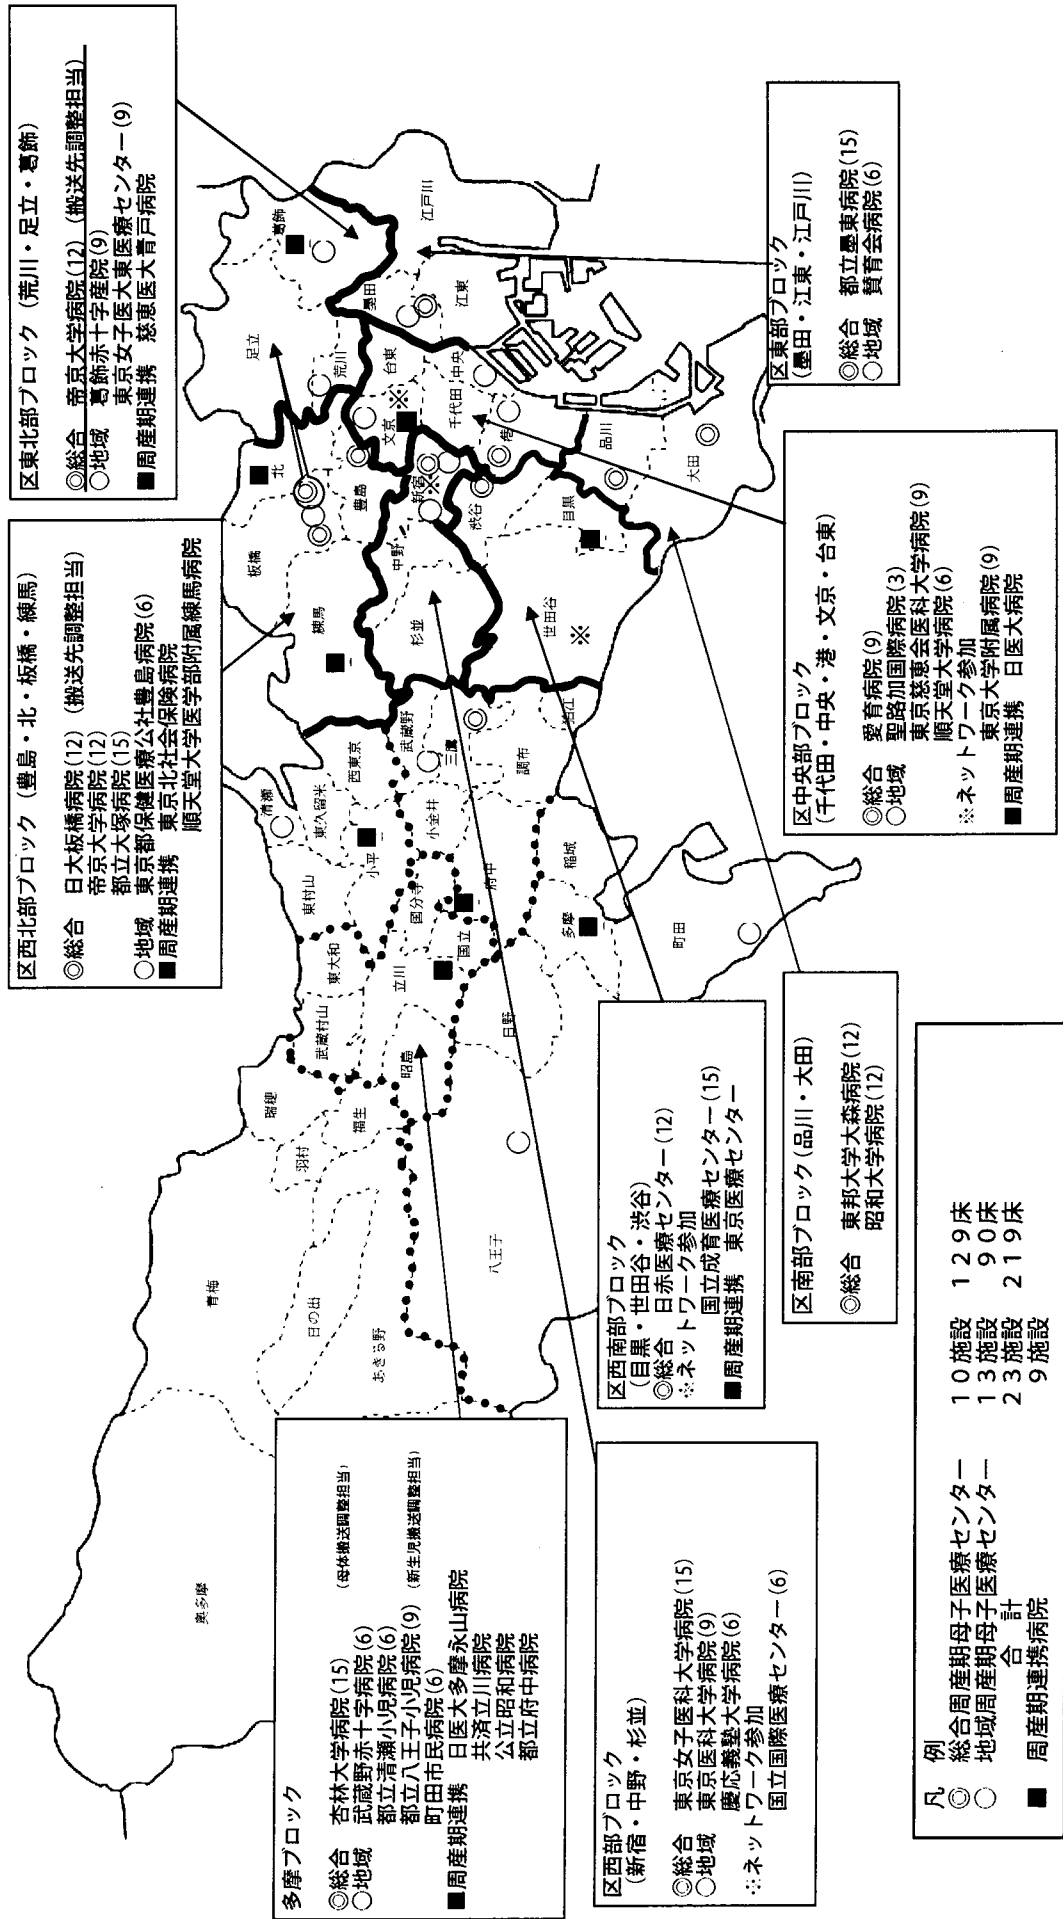 区東北部ブロック (荒川・足立・葛飾)
◎総合 帝京大学病院(12) (搬送先調整担当)
○地域 葛飾赤十字産院(9)
東京女子医大東医療センター(9)
■周産期連携 慈恵医大青戸病院
区西北部ブロック (豊島・北・板橋・練馬)
◎総合 日大板橋病院(12) (搬送先調整担当)
帝京大学病院(12)
都立大塚病院(15)
○地域 東京都保健医療公社豊島病院(6)
■周産期連携 東京北社会保険病院
順天堂大学医学部附属練馬病院
区東部ブロック
(墨田・江東・江戸川)
◎総合 都立墨東病院(15)
○地域 賛育会病院(6)
区中央部ブロック
(千代田・中央・港・文京・台東)
◎総合 愛育病院(9)
○地域 聖路加国際病院(3)
東京慈恵会医科大学病院(9)
順天堂大学病院(6)
※ネットワーク参加
東京大学附属病院(9)
■周産期連携 日医大病院
区南部ブロック(品川・大田)
◎総合 東邦大学大森病院(12)
昭和大学病院(12)
区西南部ブロック
(目黒・世田谷・渋谷)
◎総合 日赤医療センター(12)
※ネットワーク参加
国立成育医療センター(15)
■周産期連携 東京医療センター
区西部ブロック
(新宿・中野・杉並)
◎総合 東京女子医科大学病院(15)
○地域 東京医科大学病院(9)
慶応義塾大学病院(6)
※ネットワーク参加
国立国際医療センター(6)
多摩ブロック
◎総合 杏林大学病院(15) (母体搬送調整担当)
○地域 武蔵野赤十字病院(6)
都立清瀬小児病院(6)
都立八王子小児病院(9) (新生児搬送調整担当)
町田市民病院(6)
■周産期連携 日医大多摩永山病院
共済立川病院
公立昭和病院
都立府中病院
凡 例
◎ 総合周産期母子医療センター 10施設 129床
○ 地域周産期母子医療センター 13施設 90床
合 計 23施設 219床
■ 周産期連携病院 9施設
奥多摩
青梅
日の出
あきる野
八王子
瑞穂
羽村
福生
武蔵村山
昭島
東大和
立川
日野
東村山
国分寺
国立
府中
多摩
稲城
町田
清瀬
東久留米
小平
西東京
小金井
武蔵野
三鷹
調布
狛江
練馬
板橋
北
豊島
足立
荒川
葛飾
墨田
江戸川
江東
台東
文京
千代田
中央
港
新宿
中野
杉並
渋谷
目黒
世田谷
品川
大田
※
※
※